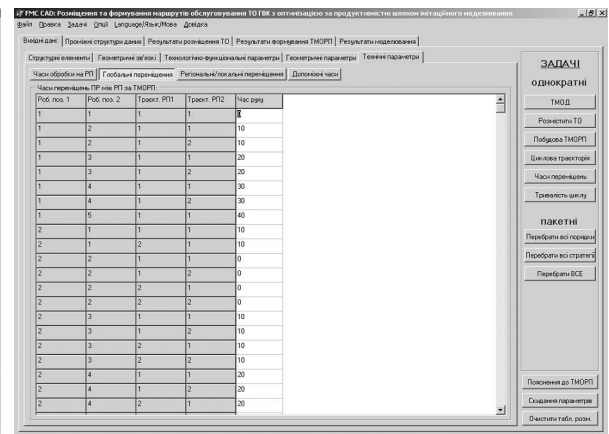 FMC CAD: Розміщення та формування маршрутів обслуговування ТО ГВК з оптимізацією за продуктивністю шляхом імітаційного моделювання
Файл Правка Задачі Опції Language/Язык/Мова Довідка
Вихідні дані Проміжні структури даних Результати розміщення ТО Результати формування ТМОРП Результати моделювання
Структурні елементи Геометричні зв'язки Технологічно-функціональні параметри Геометричні параметри Технічні параметри
Часи обробки на РП Глобальні переміщення Регіональні/локальні переміщення Допоміжні часи
Часи переміщень ПР між РП за ТМОРП:
Роб. поз. 1 Роб. поз. 2 Траєкт. РП1 Траєкт. РП2 Час руху
1 1 1 1 0
1 2 1 1 10
1 2 1 2 10
1 3 1 1 20
1 3 1 2 20
1 4 1 1 30
1 4 1 2 30
1 5 1 1 40
2 1 1 1 10
2 1 2 1 10
2 2 1 1 0
2 2 1 2 0
2 2 2 1 0
2 2 2 2 0
2 3 1 1 10
2 3 1 2 10
2 3 2 1 10
2 3 2 2 10
2 4 1 1 20
2 4 1 2 20
2 4 2 1 20
ЗАДАЧІ
однократні
ТМОД
Розмістити ТО
Побудова ТМОРП
Циклова траєкторія
Часи переміщень
Тривалість циклу
пакетні
Перебрати всі порядки
Перебрати всі стратегії
Перебрати ВСЕ
Пояснення до ТМОРП
Скидання параметрів
Очистити табл. розм.